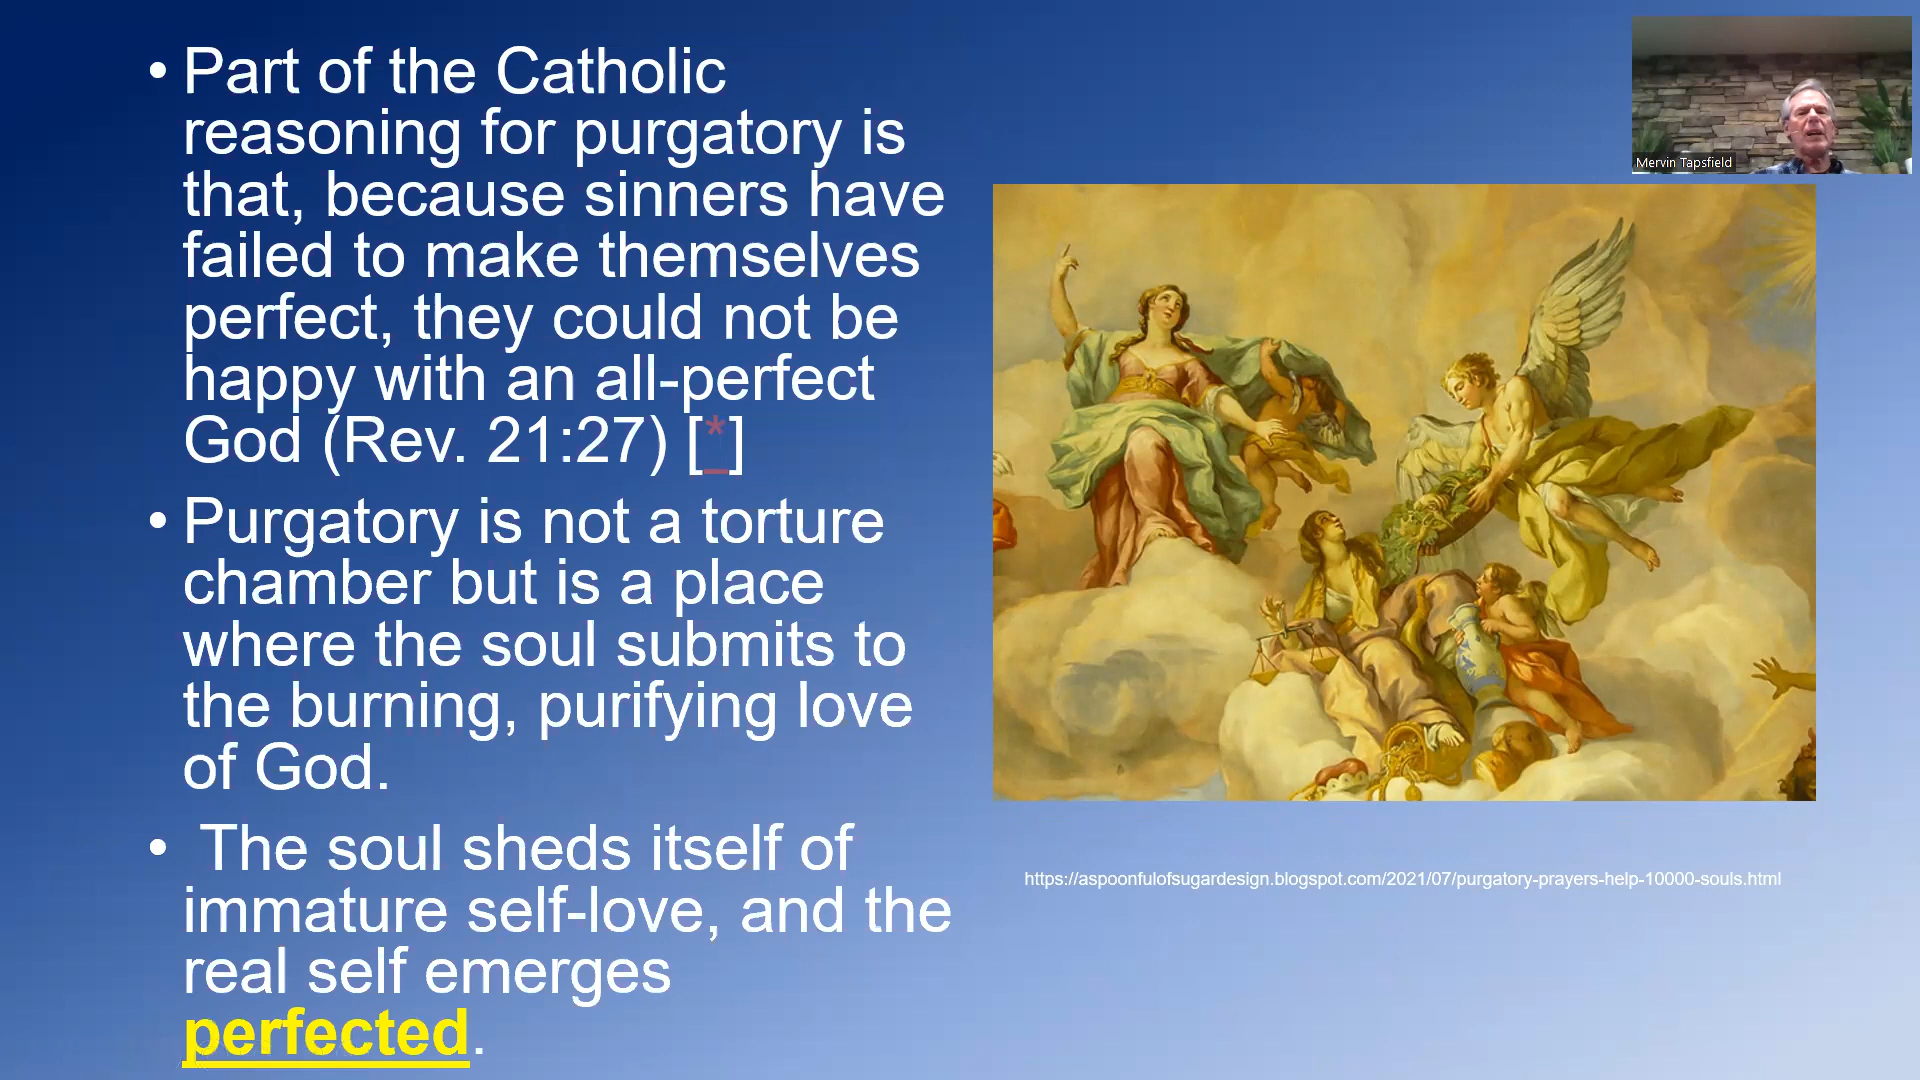 • Part of the Catholic
reasoning for purgatory is
that, because sinners have
failed to make themselves
perfect, they could not be
happy with an all-perfect
God (Rev. 21:27) [*]
• Purgatory is not a torture
chamber but is a place
where the soul submits to
the burning, purifying love
of God.
• The soul sheds itself of
immature self-love, and the
real self emerges
perfected.
Mervin Tapsfield
https://aspoonfulofsugardesign.blogspot.com/2021/07/purgatory-prayers-help-10000-souls.html